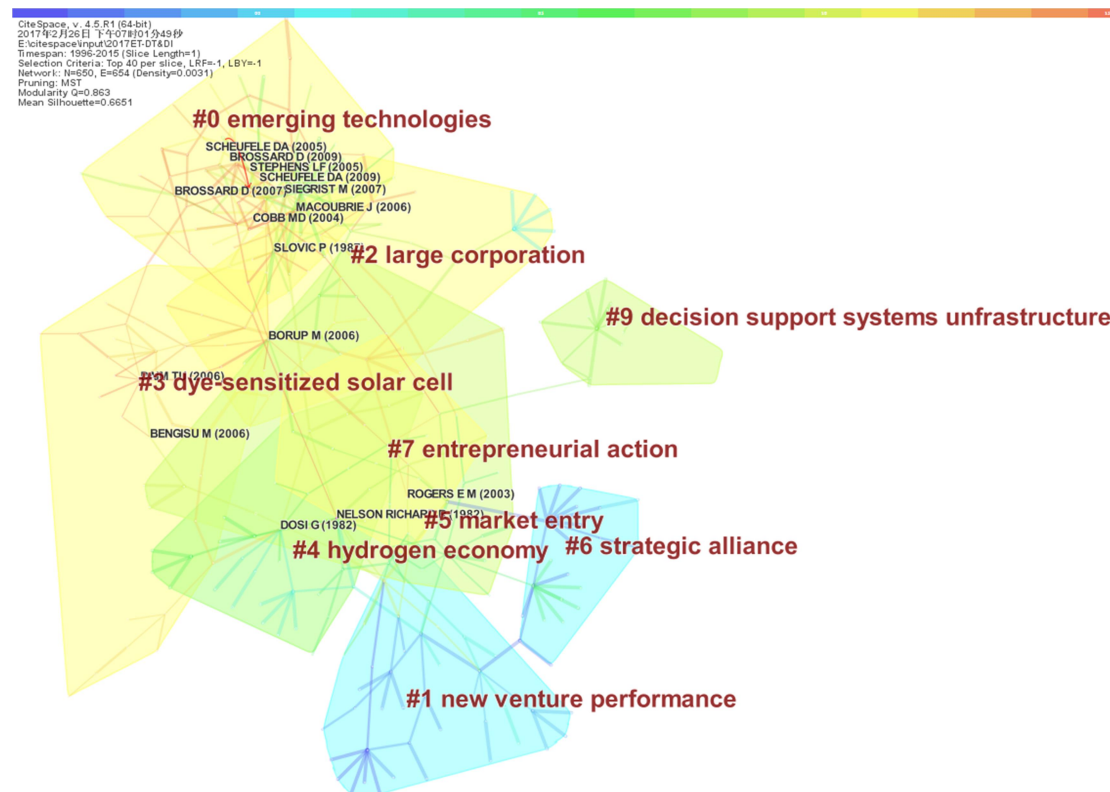 CiteSpace, v. 4.5.R1 (64-bit)
2017年2月26日 下午07时01分49秒
E:\citespace\input\2017ET-DT&DI
Timespan: 1996-2015 (Slice Length=1)
Selection Criteria: Top 40 per slice, LRF=-1, LBY=-1
Network: N=650, E=654 (Density=0.0031)
Pruning: MST
Modularity Q=0.863
Mean Silhouette=0.6651
#0 emerging technologies
SCHEUFELE DA (2005)
BROSSARD D (2009)
STEPHENS LF (2005)
SCHEUFELE DA (2009)
BROSSARD D (2007)
SIEGRIST M (2007)
MACOUBRIE J (2006)
COBB MD (2004)
SLOVIC P (1987)
#2 large corporation
#9 decision support systems unfrastructure
BORUP M (2006)
TU (2006)
#3 dye-sensitized solar cell
BENGISU M (2006)
#7 entrepreneurial action
ROGERS E M (2003)
NELSON RICHARD R (1982)
#5 market entry
DOSI G (1982)
#4 hydrogen economy
#6 strategic alliance
#1 new venture performance